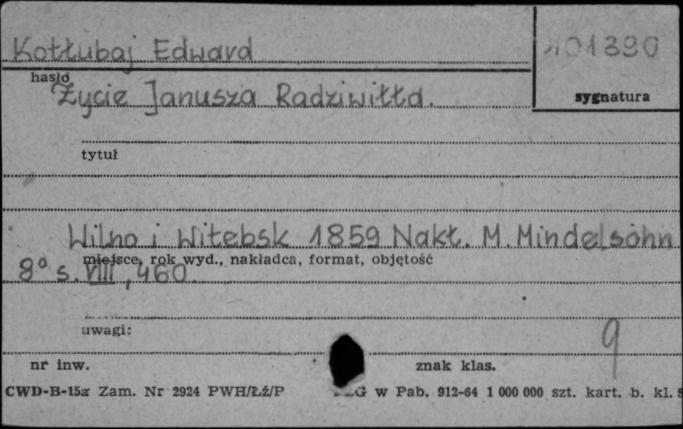 Kotłubaj Edward 101390
hasło
Życie Janusza Radziwiłła. sygnatura
tytuł
Wilno i Witebsk 1859 Nakł. M. Mindelsohn
miejsce, rok wyd., nakładca, format, objętość
8° s. VIII, 460.
uwagi:
9
nr inw. znak klas.
CWD-B-15a Zam. Nr 2924 PWH/Łź/P w Pab. 912-64 1 000 000 szt. kart. b. kl.